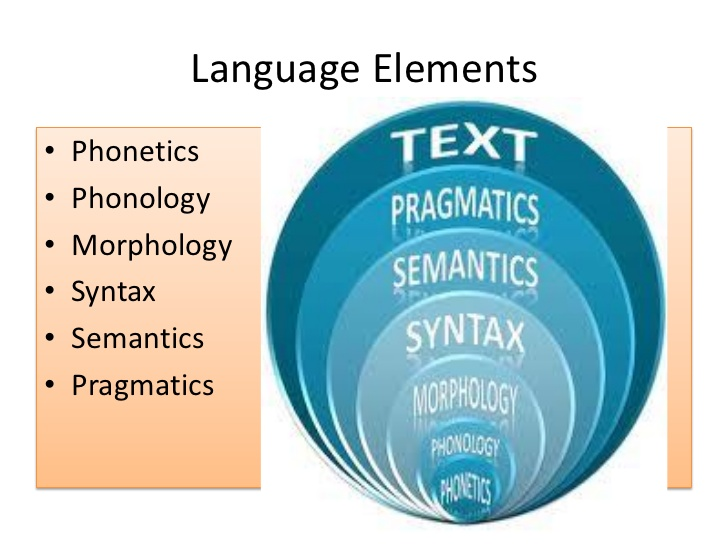 Language Elements
• Phonetics
• Phonology
• Morphology
• Syntax
• Semantics
• Pragmatics
TEXT
PRAGMATICS
SEMANTICS
SYNTAX
MORPHOLOGY
PHONOLOGY
PHONETICS